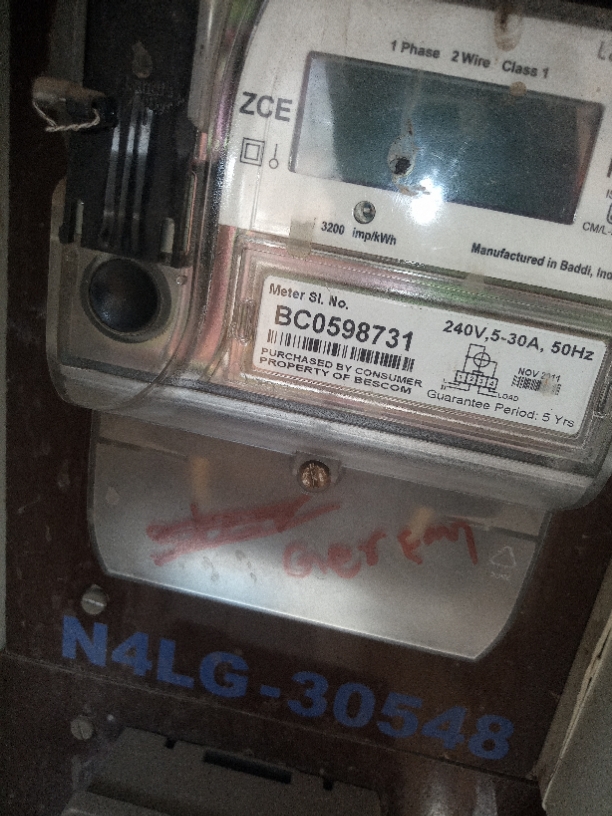 1 Phase 2 Wire Class 1
ZCE
3200 imp/kWh
CM/L-
Manufactured in Baddi, Ind
Meter Sl. No.
BC0598731
240V,5-30A, 50Hz
PURCHASED BY CONSUMER
PROPERTY OF BESCOM
NOV 2011
LOAD
Guarantee Period: 5 Yrs
N4LG-30548